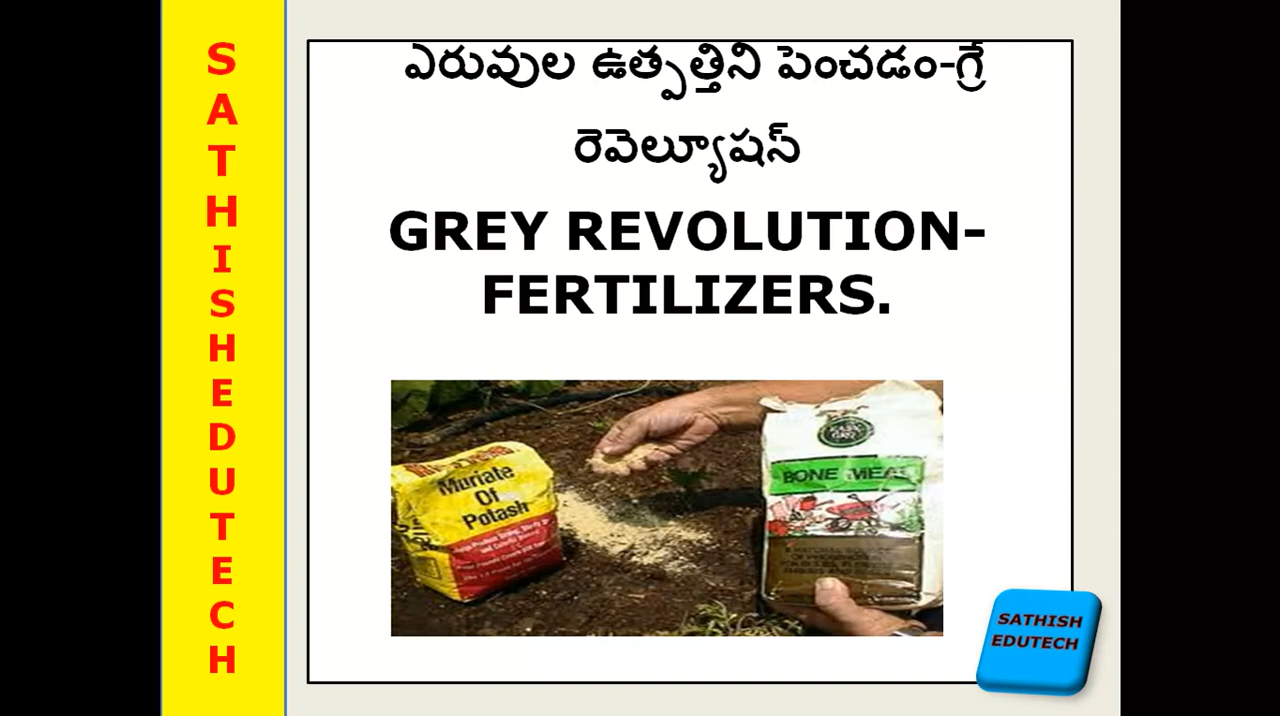 SATHISHEDUTECH
ఎరువుల ఉత్పత్తిని పెంచడం-గ్రే
రెవెల్యూషన్
GREY REVOLUTION-
FERTILIZERS.
Muriate
Of
Potash
BONE MEAL
SATHISH
EDUTECH